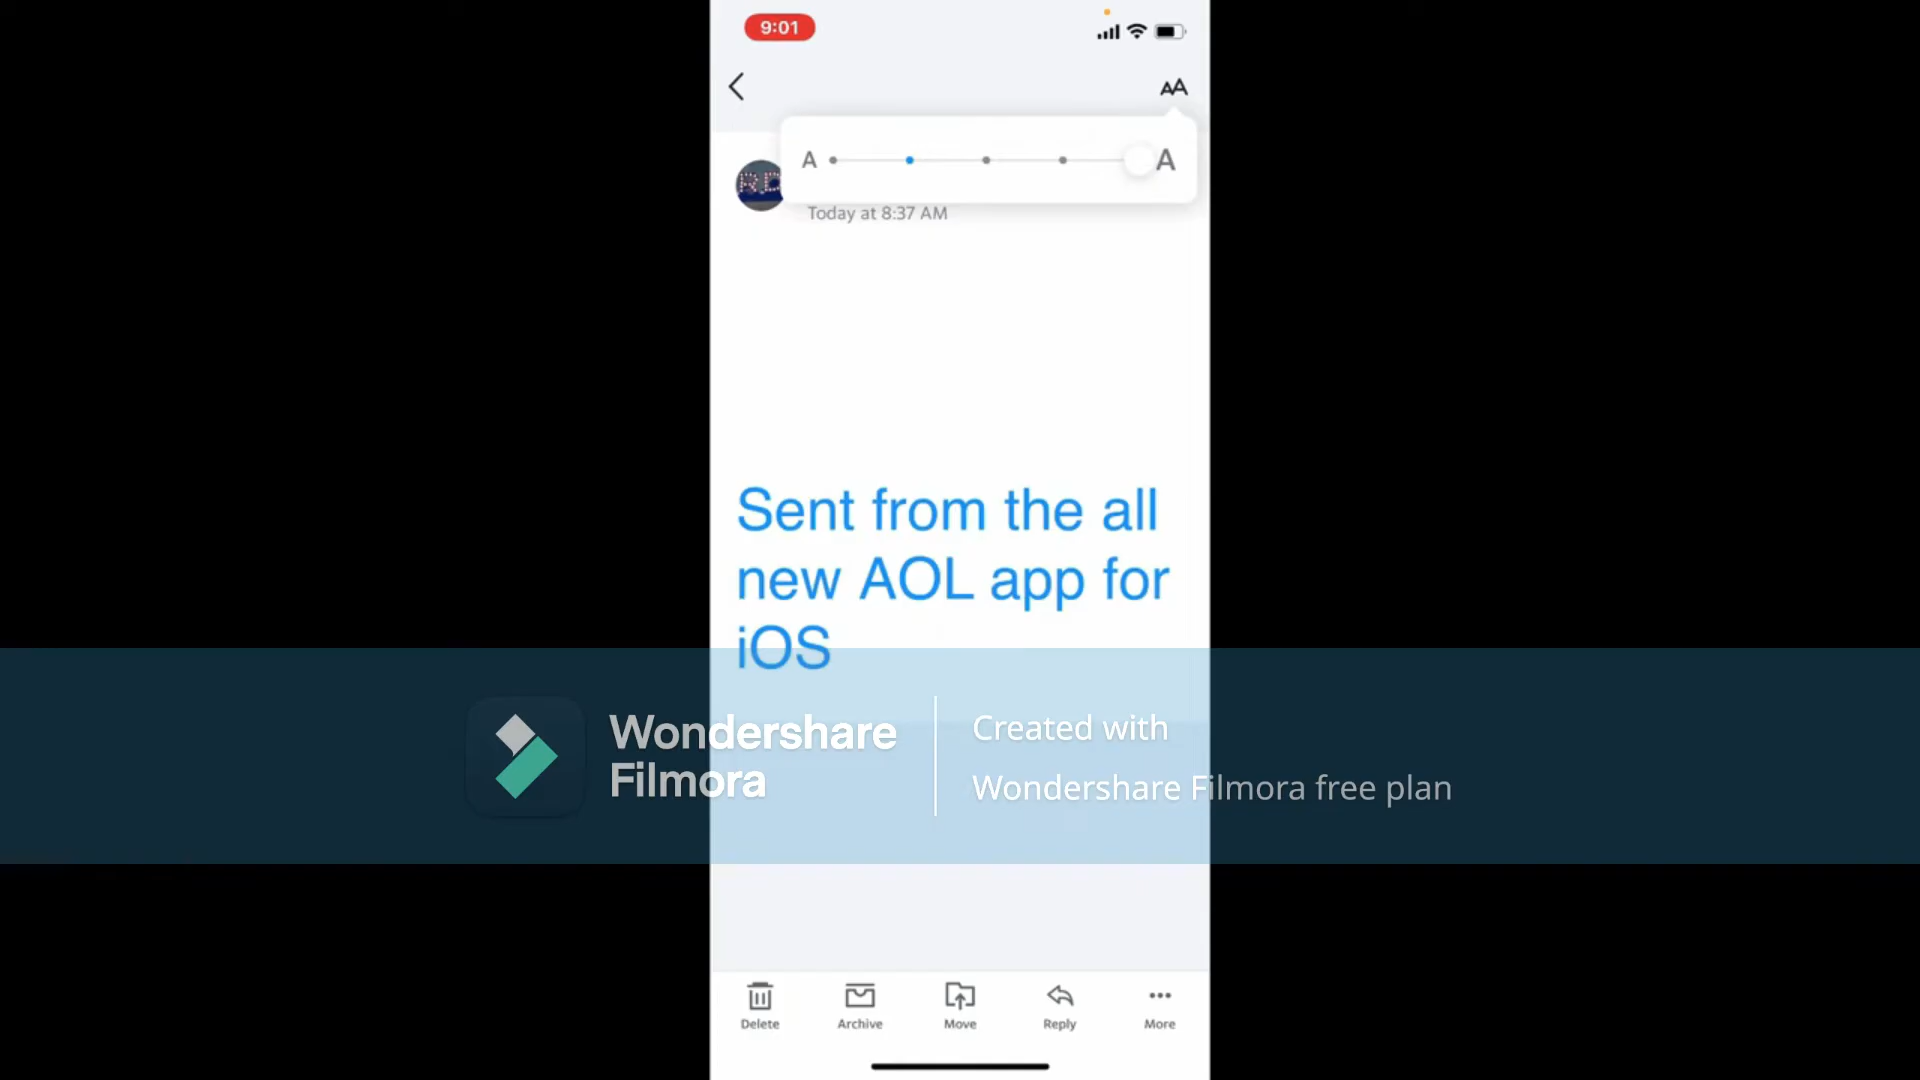 9:01
AA
A A
RD
Today at 8:37 AM
Sent from the all
new AOL app for
iOS
Wondershare
Filmora
Created with
Wondershare Filmora free plan
Delete Archive Move Reply More